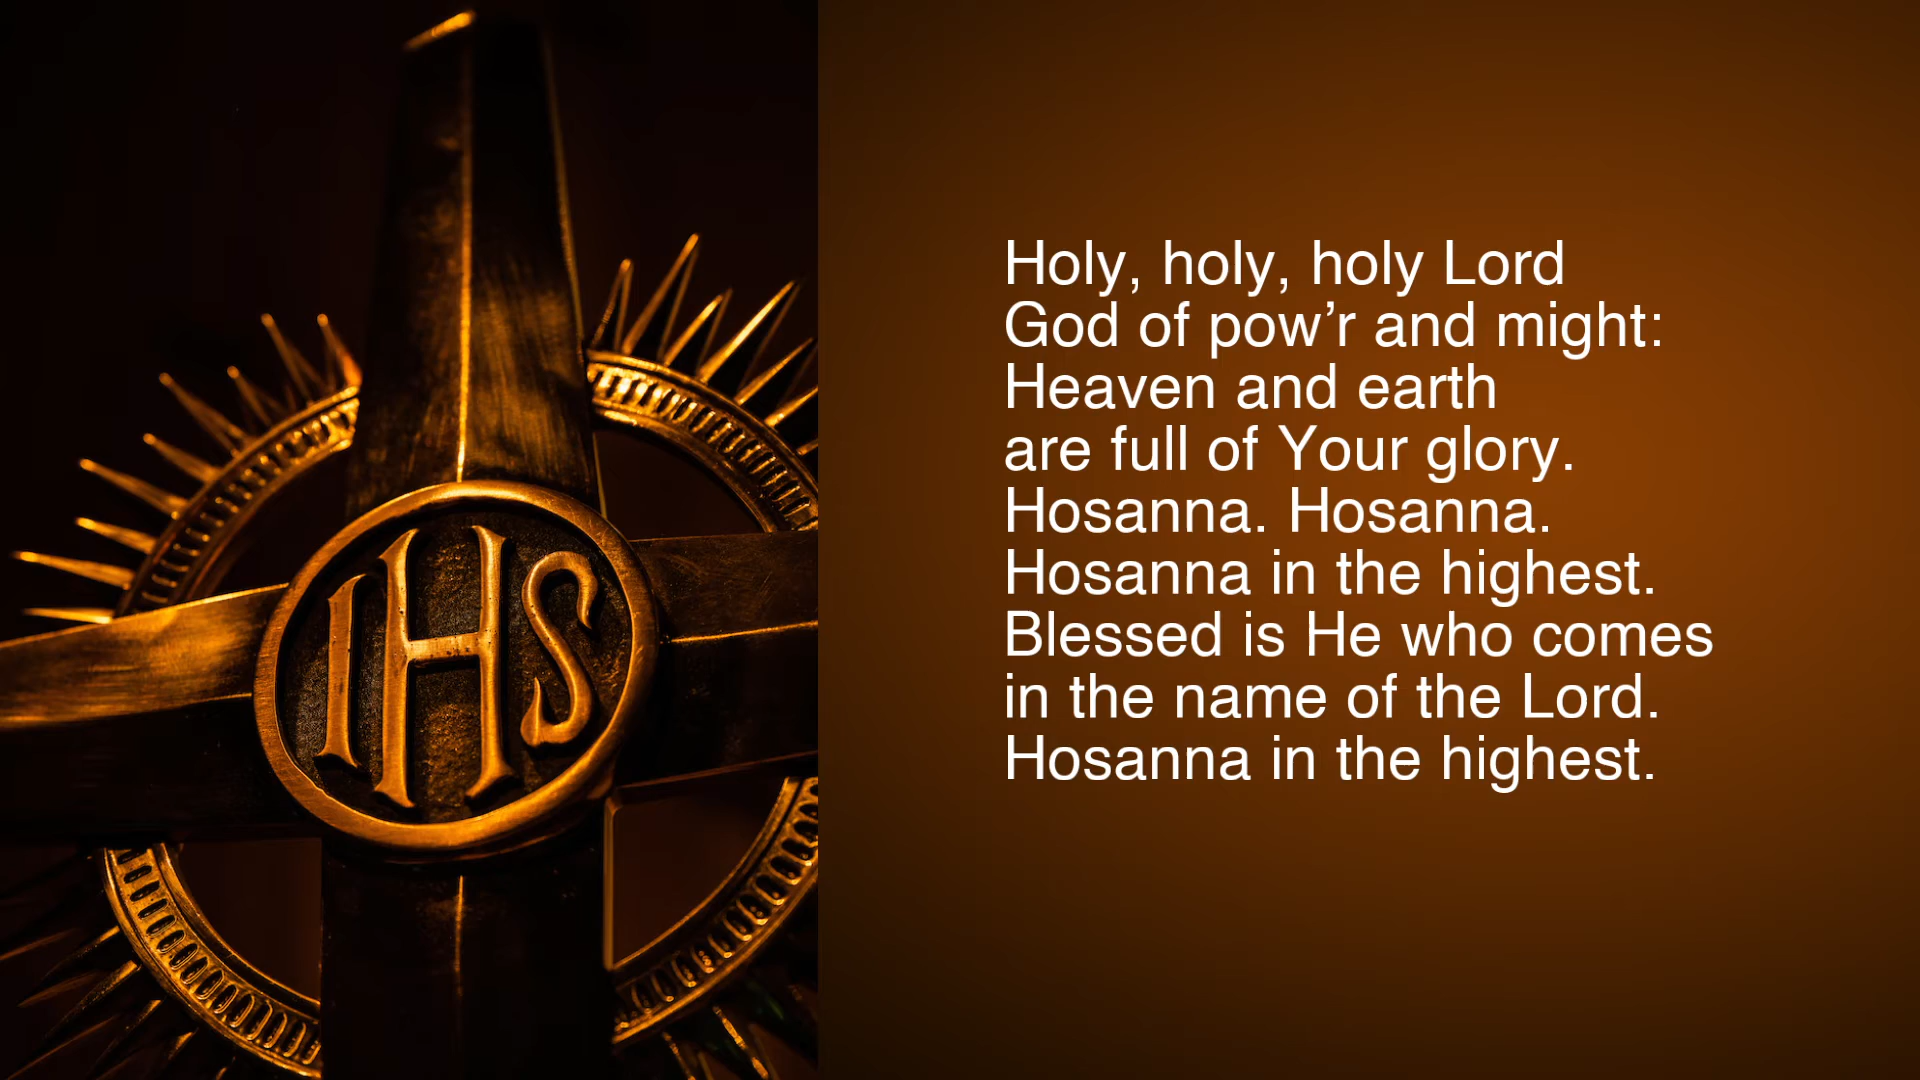 IHS
Holy, holy, holy Lord
God of pow’r and might:
Heaven and earth
are full of Your glory.
Hosanna. Hosanna.
Hosanna in the highest.
Blessed is He who comes
in the name of the Lord.
Hosanna in the highest.